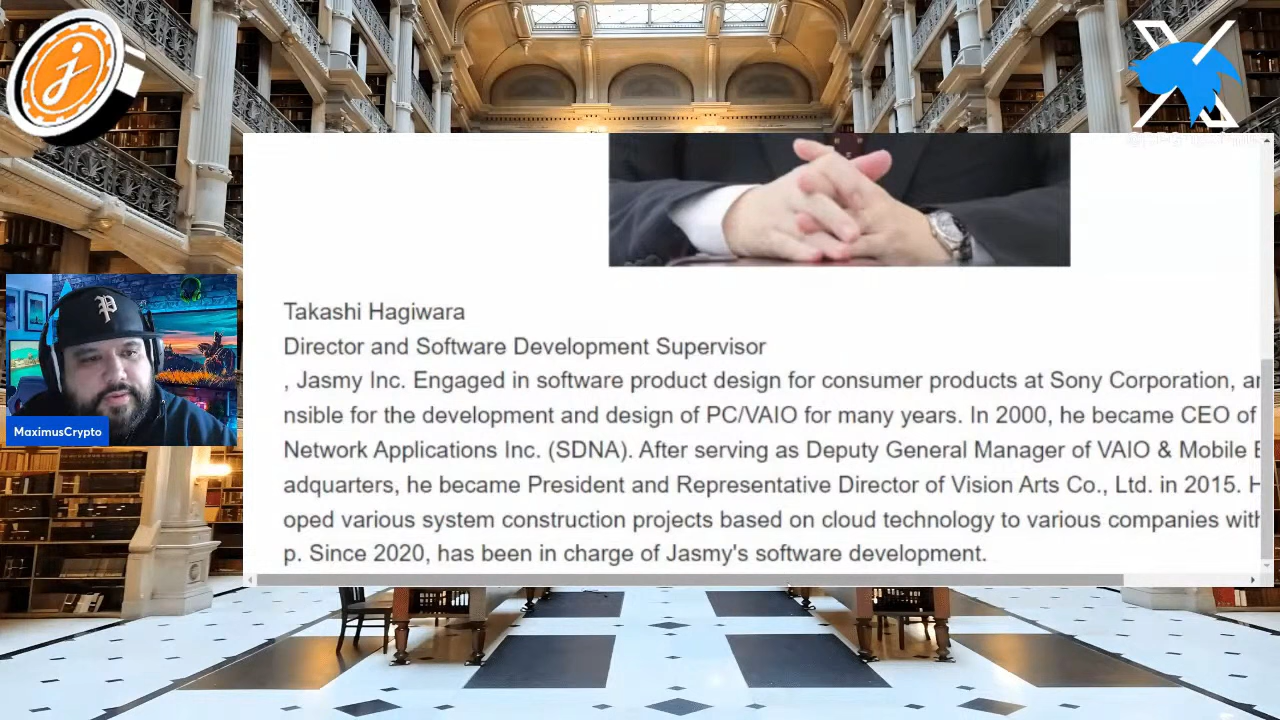 MaximusCrypto
Takashi Hagiwara
Director and Software Development Supervisor
, Jasmy Inc. Engaged in software product design for consumer products at Sony Corporation,
nsible for the development and design of PC/VAIO for many years. In 2000, he became CEO of
Network Applications Inc. (SDNA). After serving as Deputy General Manager of VAIO & Mobile
adquarters, he became President and Representative Director of Vision Arts Co., Ltd. in 2015.
oped various system construction projects based on cloud technology to various companies with
p. Since 2020, has been in charge of Jasmy's software development.